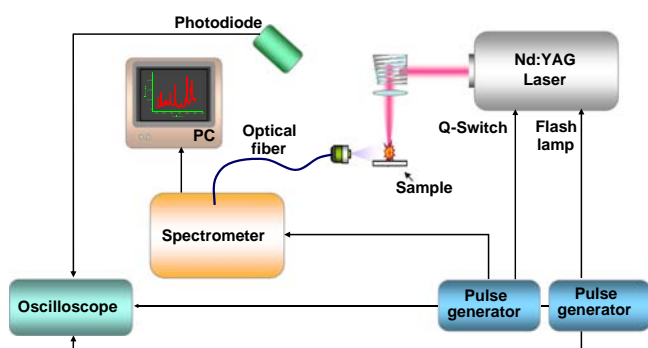 Photodiode
Nd:YAG
Laser
PC
Optical
fiber
Q-Switch
Flash
lamp
Sample
Spectrometer
Oscilloscope
Pulse
generator
Pulse
generator